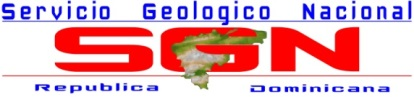 Servicio Geologico Nacional
SGN
Republica Dominicana